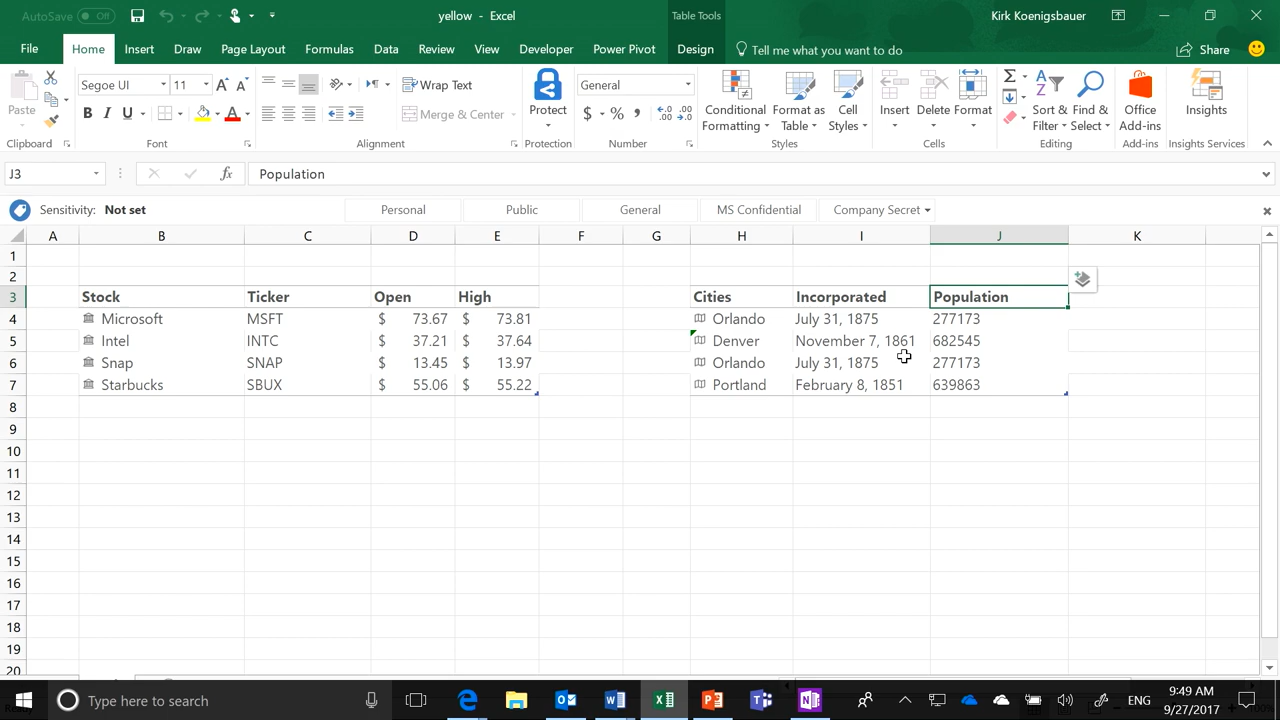 AutoSave Off
yellow - Excel
Table Tools
Kirk Koenigsbauer
File Home Insert Draw Page Layout Formulas Data Review View Developer Power Pivot Design Tell me what you want to do Share
Paste
Segoe UI 11
Wrap Text
General
B I U
Merge & Center
$ % ,
Protect
Conditional Formatting
Format as Table
Cell Styles
Insert Delete Format
Sort & Filter
Find & Select
Office Add-ins
Insights
Clipboard Font Alignment Protection Number Styles Cells Editing Add-ins Insights Services
J3 fx Population
Sensitivity: Not set Personal Public General MS Confidential Company Secret
A B C D E F G H I J K
1
2
3 Stock Ticker Open High Cities Incorporated Population
4 Microsoft MSFT $ 73.67 $ 73.81 Orlando July 31, 1875 277173
5 Intel INTC $ 37.21 $ 37.64 Denver November 7, 1861 682545
6 Snap SNAP $ 13.45 $ 13.97 Orlando July 31, 1875 277173
7 Starbucks SBUX $ 55.06 $ 55.22 Portland February 8, 1851 639863
8
9
10
11
12
13
14
15
16
17
18
19
20
Type here to search
ENG
9:49 AM
9/27/2017